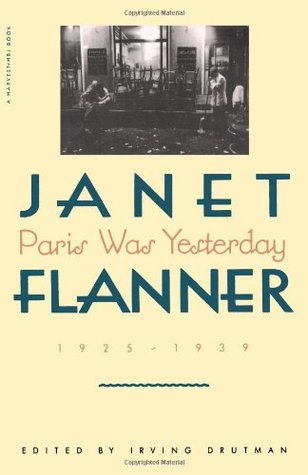 A HARVEST/HBJ BOOK
JANET
Paris Was Yesterday
FLANNER
1925-1939
EDITED BY IRVING DRUTMAN